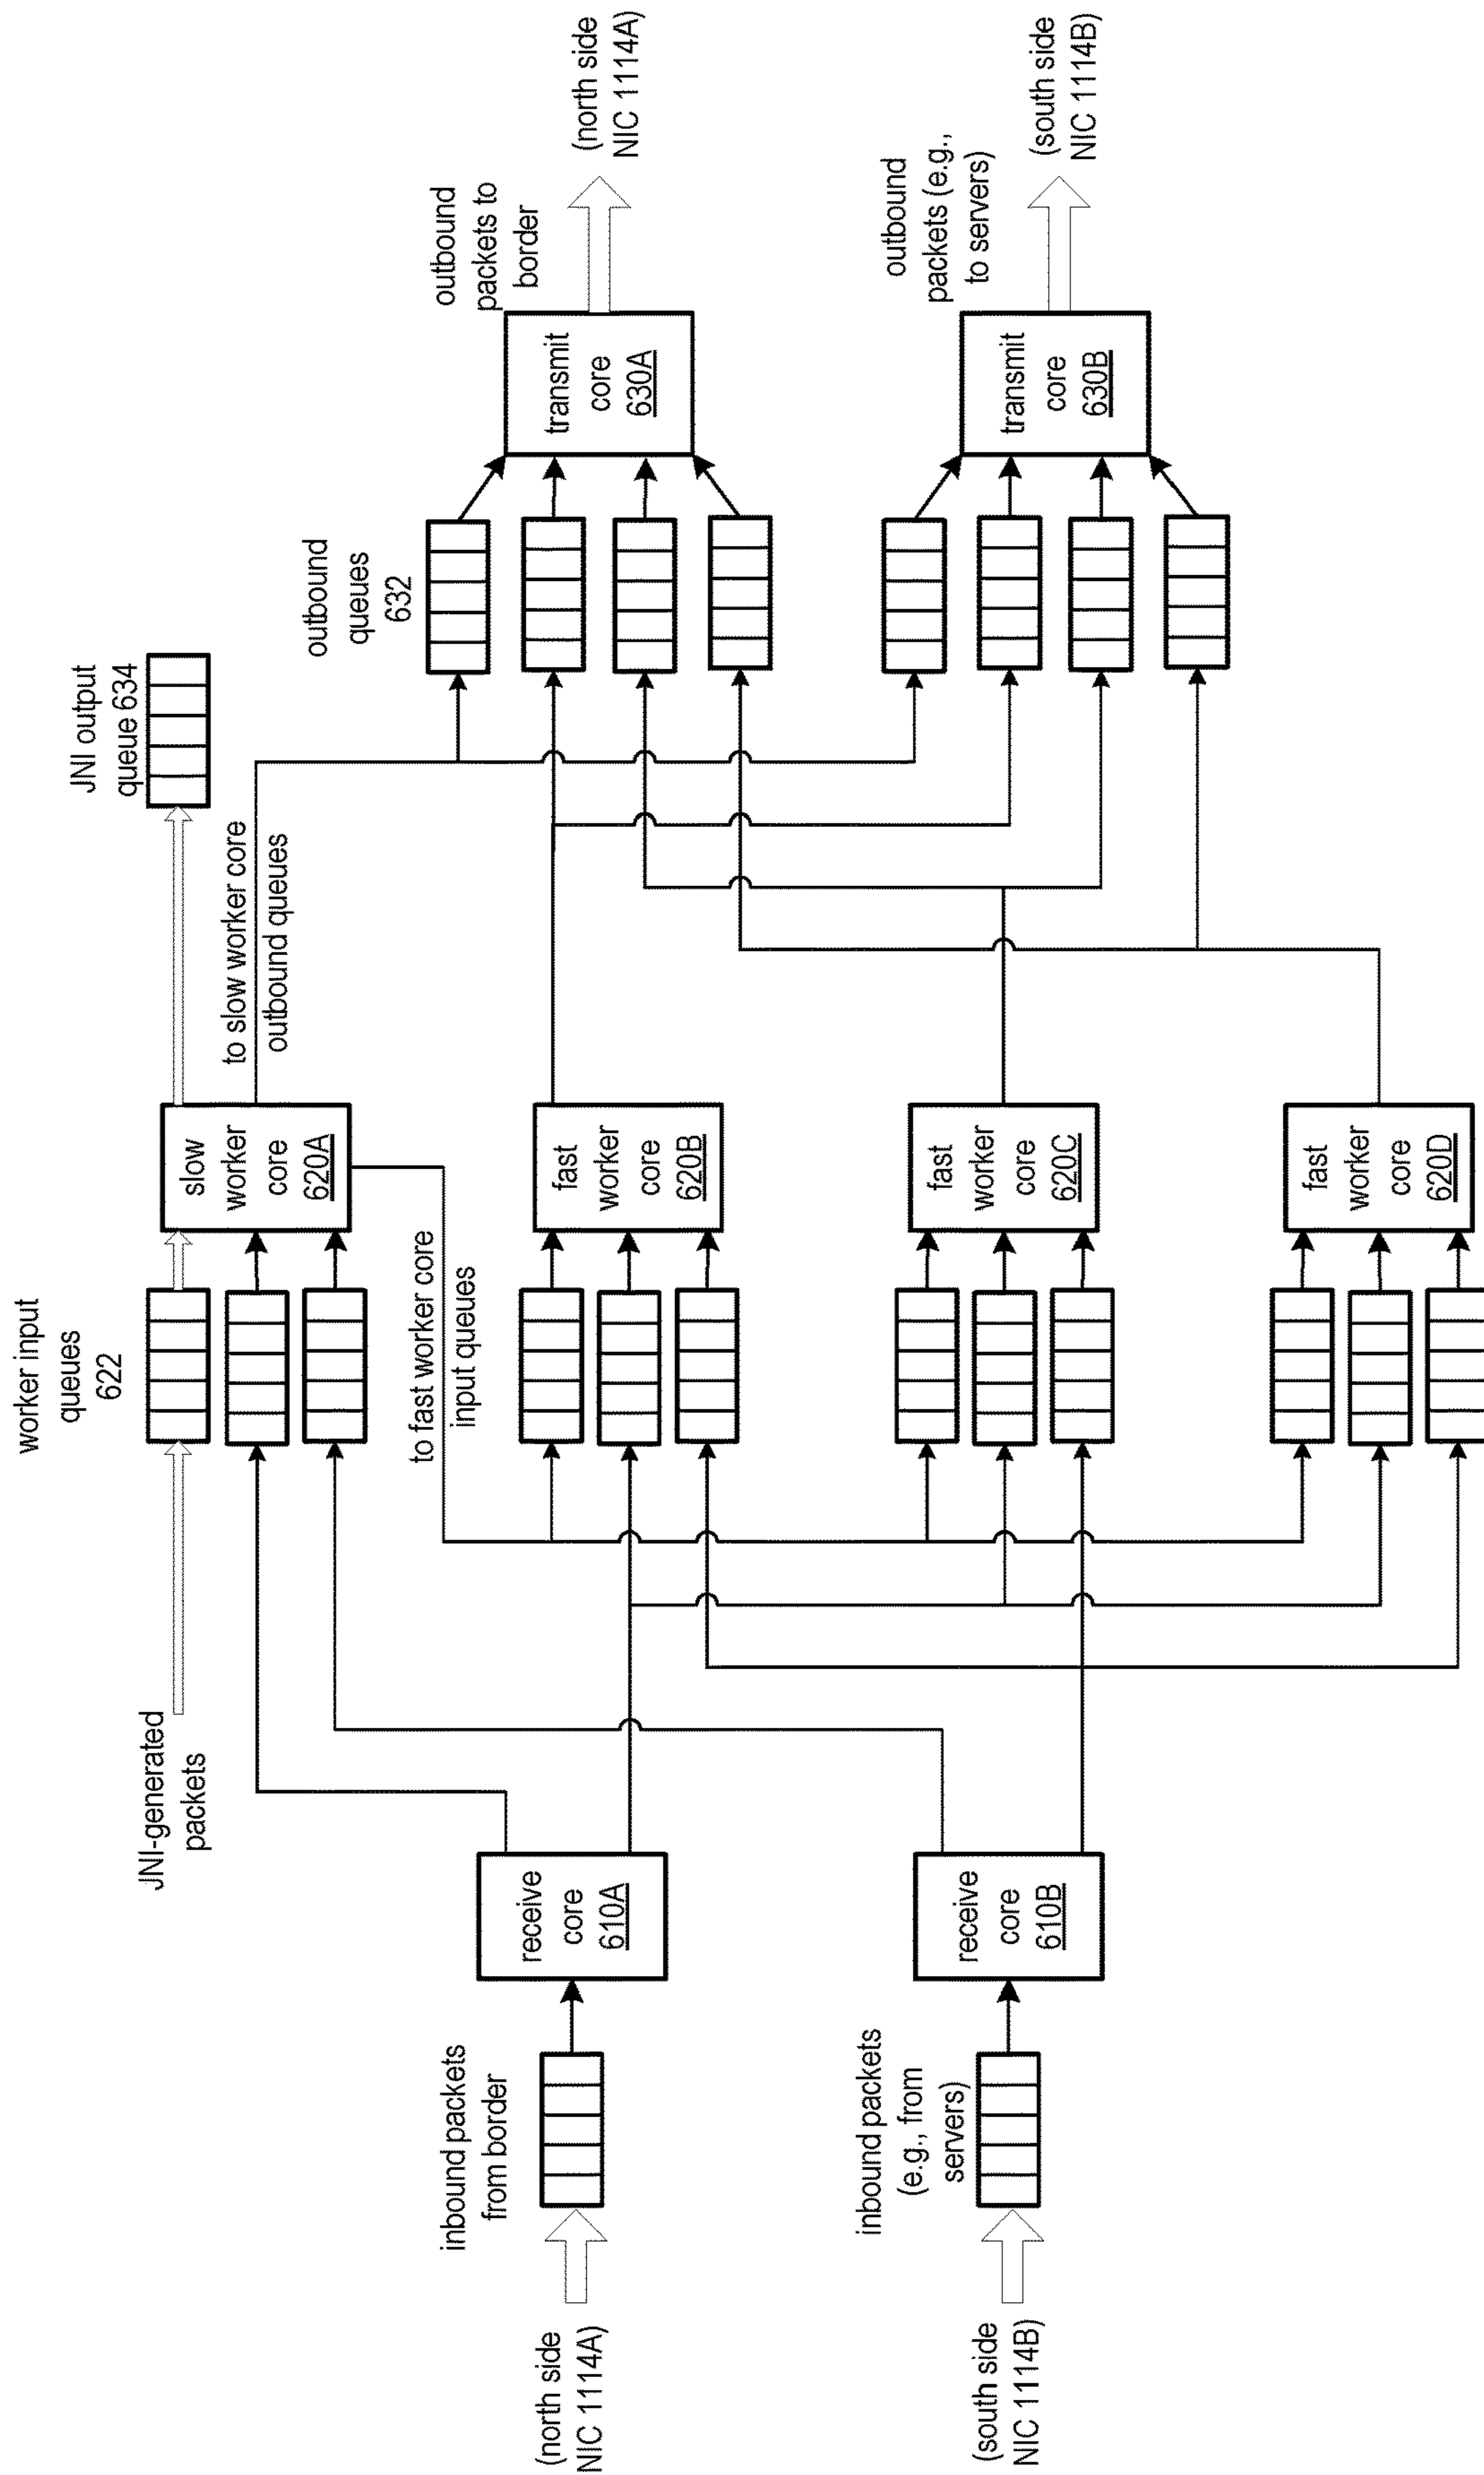 (north side
NIC 1114A)
inbound packets
from border
receive
core
610A
(south side
NIC 1114B)
inbound packets
(e.g., from
servers)
receive
core
610B
JNI-generated
packets
worker input
queues
622
slow
worker
core
620A
to fast worker core
input queues
fast
worker
core
620B
fast
worker
core
620C
fast
worker
core
620D
to slow worker core
outbound queues
JNI output
queue 634
outbound
queues
632
transmit
core
630A
outbound
packets to
border
(north side
NIC 1114A)
transmit
core
630B
outbound
packets (e.g.,
to servers)
(south side
NIC 1114B)